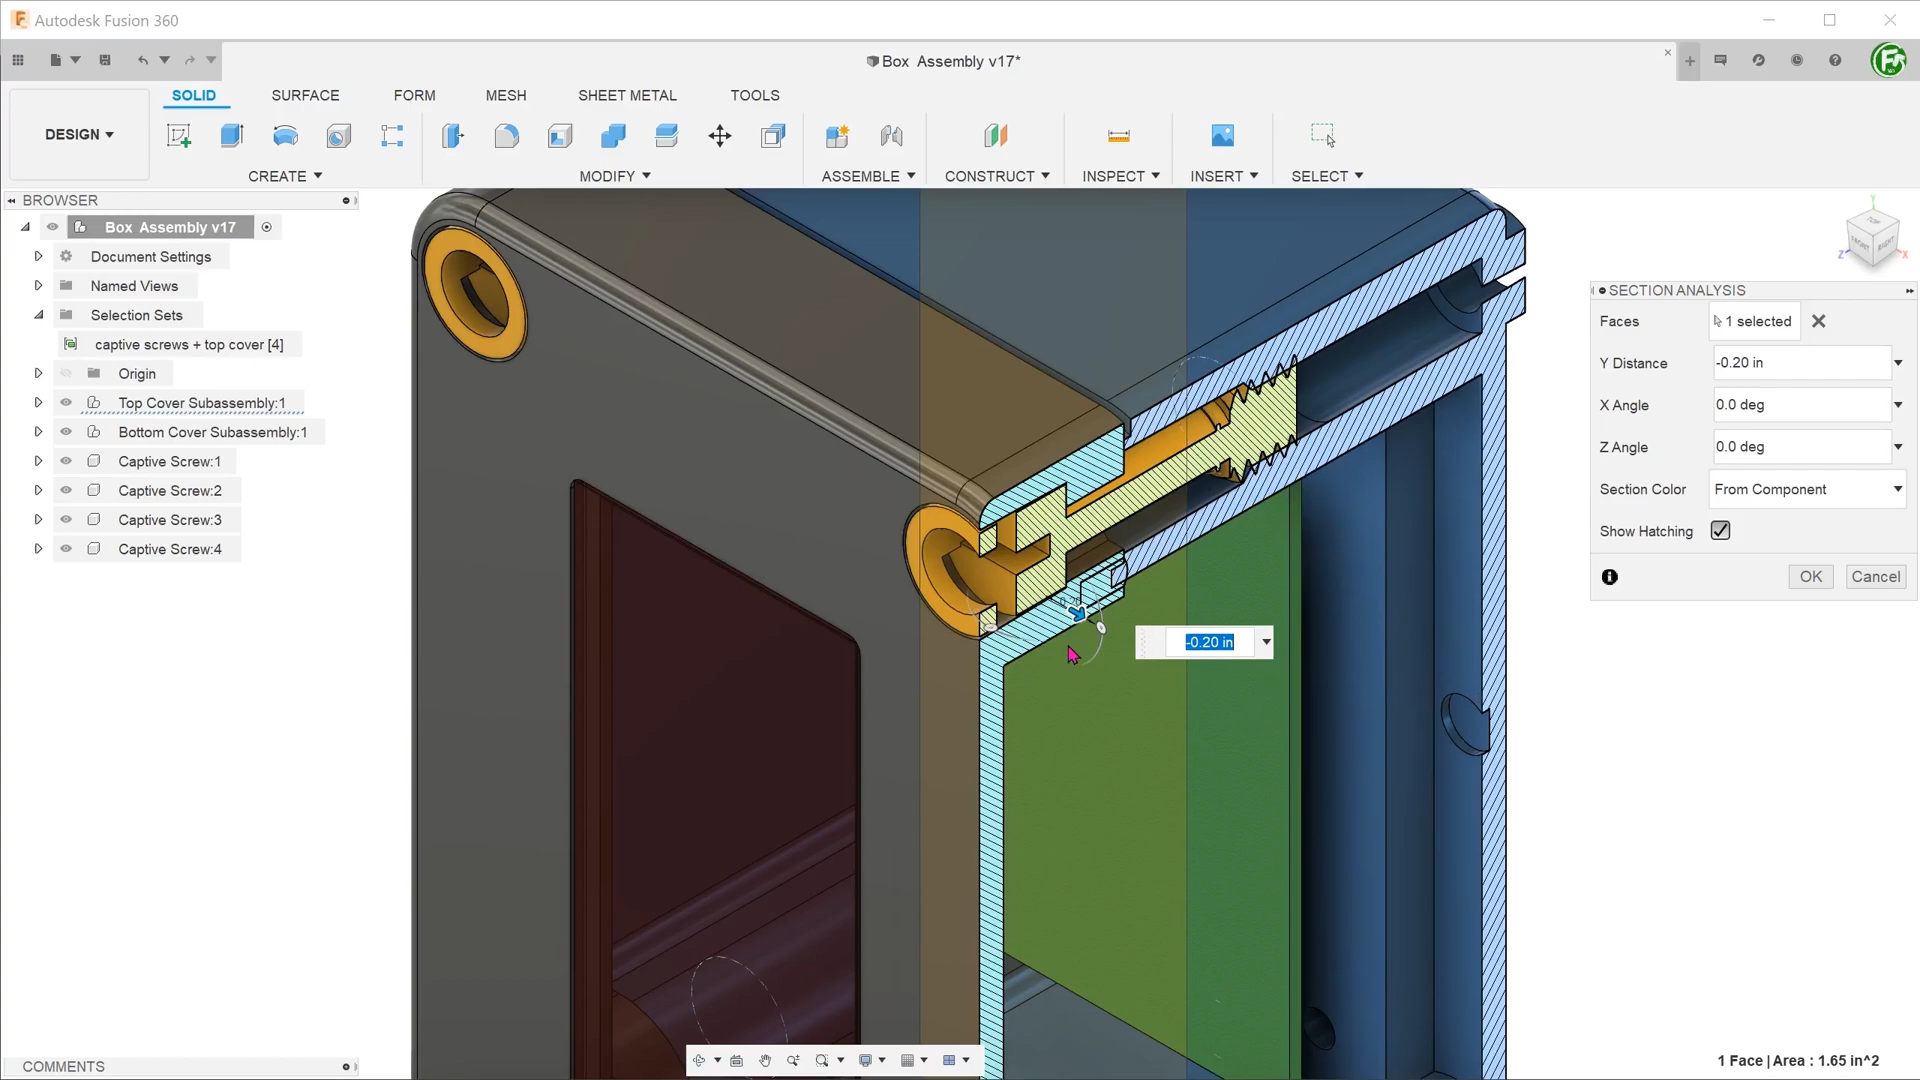 Autodesk Fusion 360
Box Assembly v17*
SOLID
SURFACE
FORM
MESH
SHEET METAL
TOOLS
DESIGN
CREATE
MODIFY
ASSEMBLE
CONSTRUCT
INSPECT
INSERT
SELECT
BROWSER
Box Assembly v17
Document Settings
Named Views
Selection Sets
captive screws + top cover [4]
Origin
Top Cover Subassembly:1
Bottom Cover Subassembly:1
Captive Screw:1
Captive Screw:2
Captive Screw:3
Captive Screw:4
TOP
FRONT
RIGHT
Y
Z
X
SECTION ANALYSIS
Faces
1 selected
Y Distance
-0.20 in
X Angle
0.0 deg
Z Angle
0.0 deg
Section Color
From Component
Show Hatching
OK
Cancel
-0.20 in
COMMENTS
1 Face | Area : 1.65 in^2